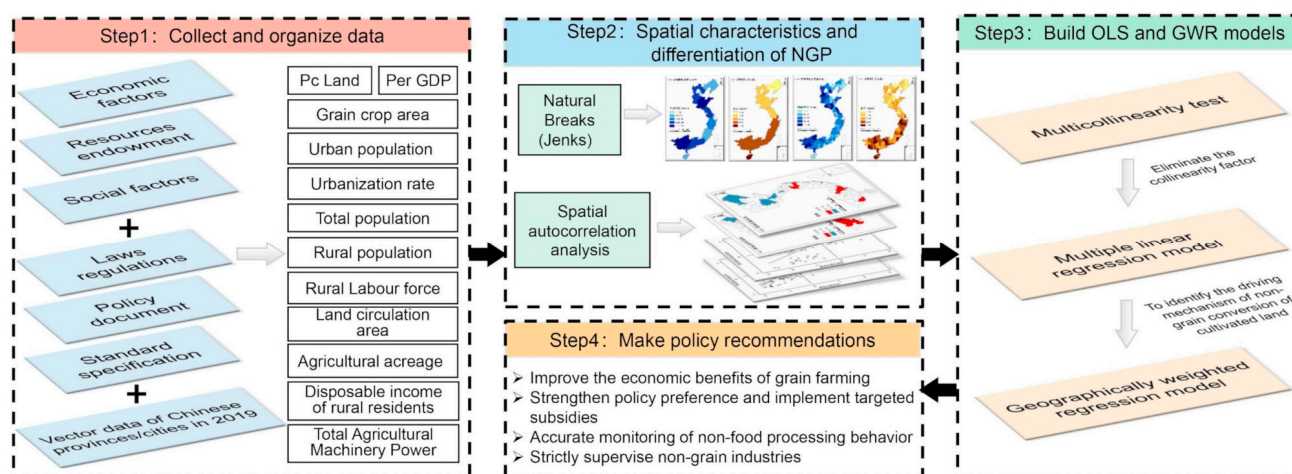 Step1：Collect and organize data
Economic
factors
Resources
endowment
Social factors
+
Laws
regulations
Policy
document
Standard
specification
+
Vector data of Chinese
provinces/cities in 2019
Pc Land
Per GDP
Grain crop area
Urban population
Urbanization rate
Total population
Rural population
Rural Labour force
Land circulation
area
Agricultural acreage
Disposable income
of rural residents
Total Agricultural
Machinery Power
Step2：Spatial characteristics and
differentiation of NGP
Natural
Breaks
(Jenks)
Spatial
autocorrelation
analysis
Step3：Build OLS and GWR models
Multicollinearity test
Eliminate the
collinearity factor
Multiple linear
regression model
To identify the driving
mechanism of non-
grain conversion of
cultivated land
Geographically weighted
regression model
Step4：Make policy recommendations
➢ Improve the economic benefits of grain farming
➢ Strengthen policy preference and implement targeted
subsidies
➢ Accurate monitoring of non-food processing behavior
➢ Strictly supervise non-grain industries